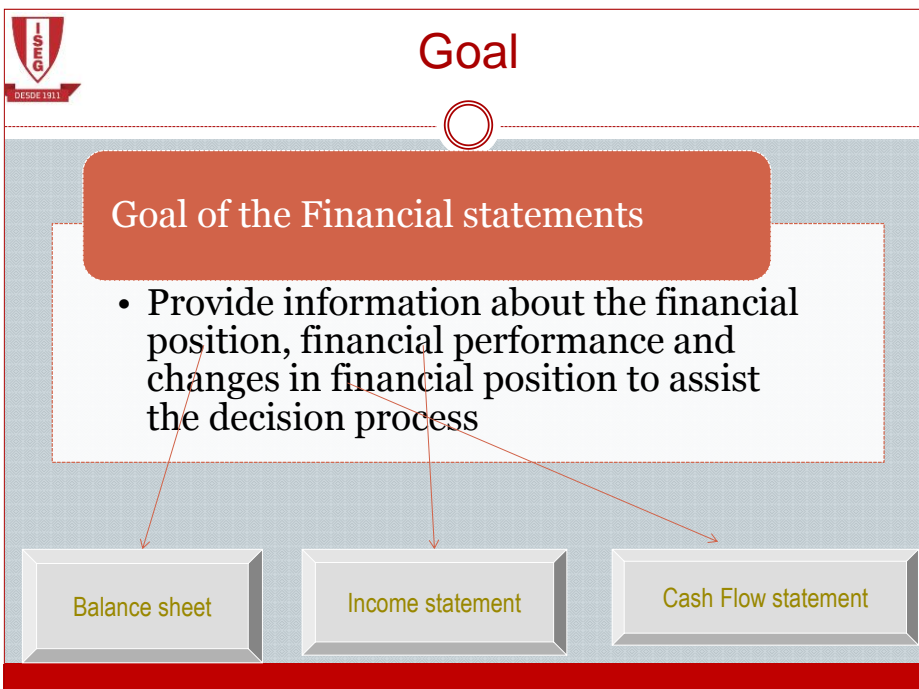 ISEG
DESDE 1911
Goal
Goal of the Financial statements
• Provide information about the financial
position, financial performance and
changes in financial position to assist
the decision process
Balance sheet
Income statement
Cash Flow statement